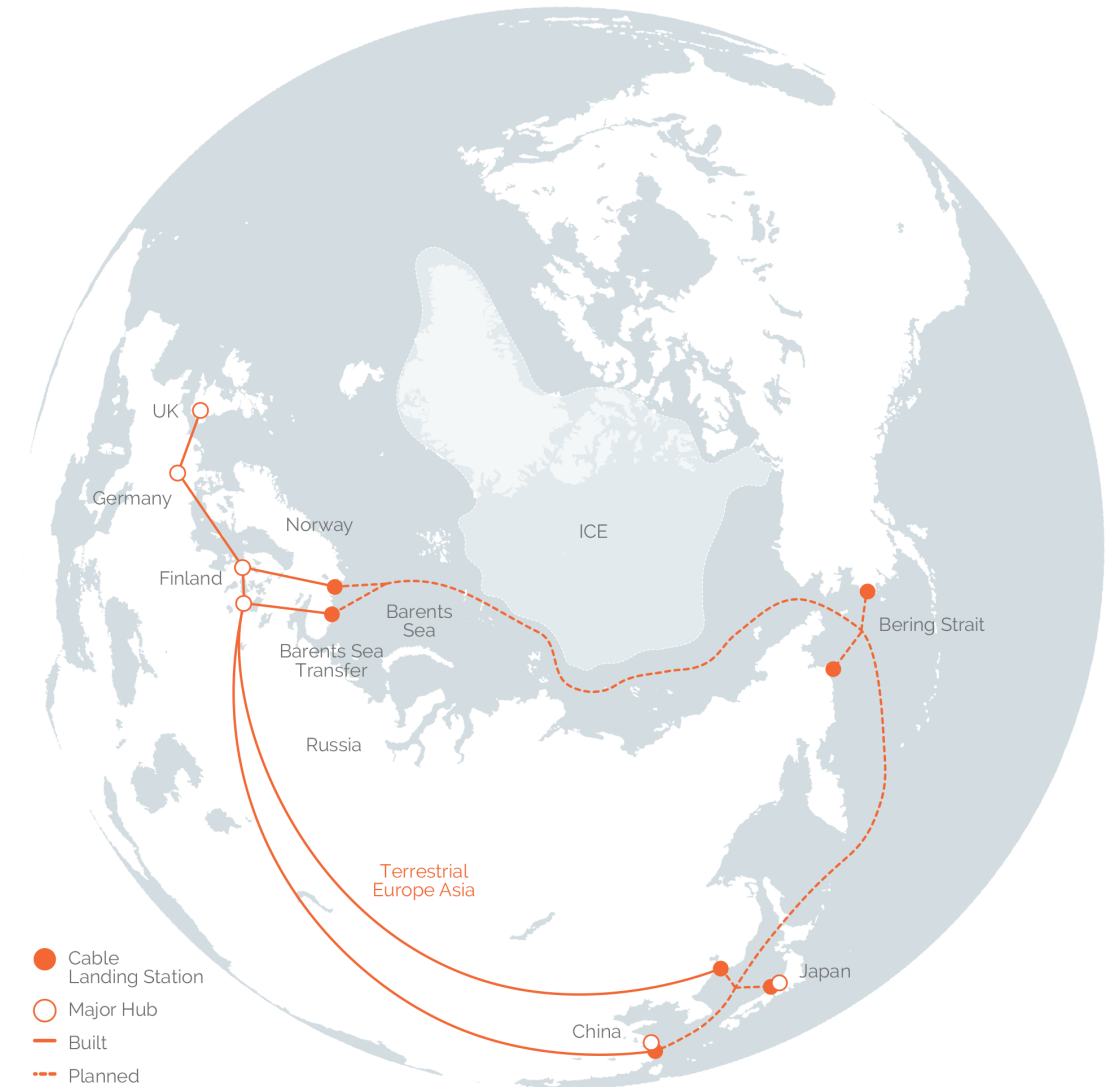 UK
Germany
Norway
ICE
Finland
Barents
Sea
Bering Strait
Barents Sea
Transfer
Russia
Terrestrial
Europe Asia
Cable
Landing Station
Japan
Major Hub
China
Built
Planned